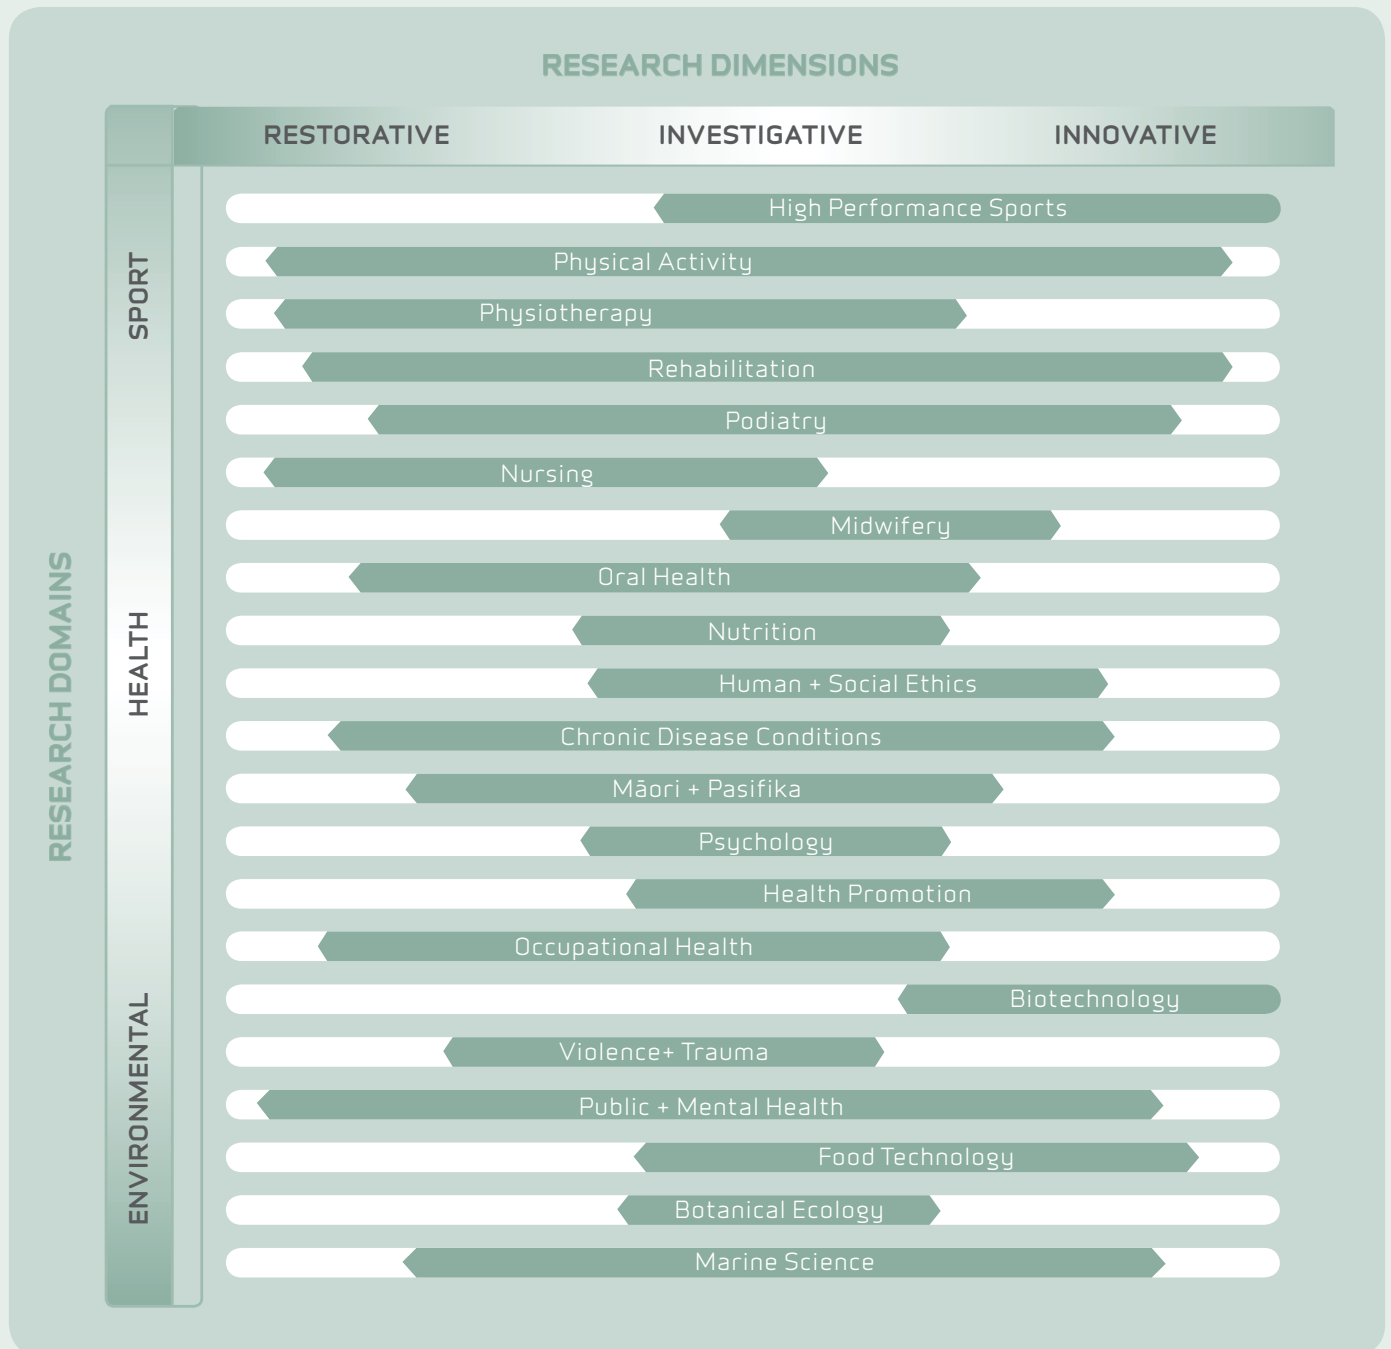 RESEARCH DIMENSIONS
RESTORATIVE
INVESTIGATIVE
INNOVATIVE
RESEARCH DOMAINS
SPORT
HEALTH
ENVIRONMENTAL
High Performance Sports
Physical Activity
Physiotherapy
Rehabilitation
Podiatry
Nursing
Midwifery
Oral Health
Nutrition
Human + Social Ethics
Chronic Disease Conditions
Māori + Pasifika
Psychology
Health Promotion
Occupational Health
Biotechnology
Violence+ Trauma
Public + Mental Health
Food Technology
Botanical Ecology
Marine Science